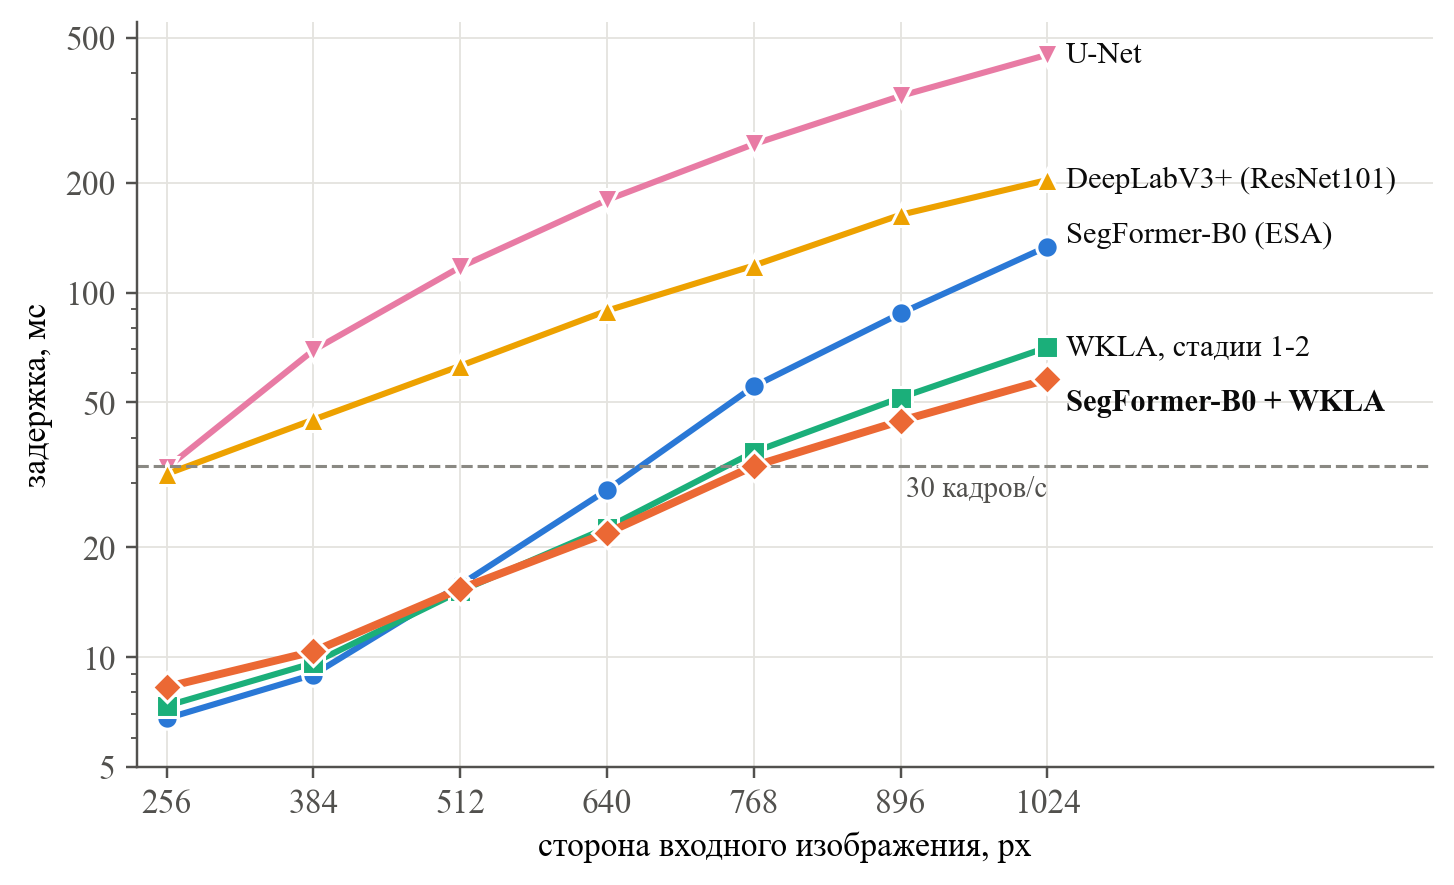 500
200
100
50
20
10
5
задержка, мс
U-Net
DeepLabV3+ (ResNet101)
SegFormer-B0 (ESA)
WKLA, стадии 1-2
SegFormer-B0 + WKLA
30 кадров/с
256 384 512 640 768 896 1024
сторона входного изображения, px